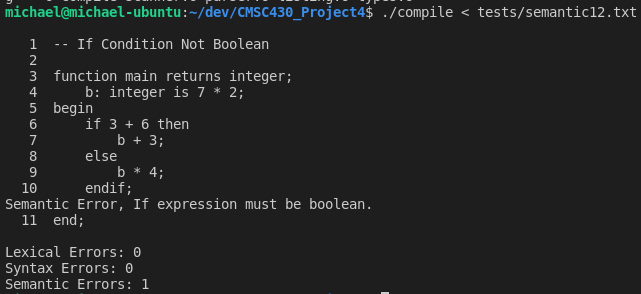 michael@michael-ubuntu:~/dev/CMSC430_Project4$ ./compile < tests/semantic12.txt
1 -- If Condition Not Boolean
2
3 function main returns integer;
4 b: integer is 7 * 2;
5 begin
6 if 3 + 6 then
7 b + 3;
8 else
9 b * 4;
10 endif;
Semantic Error, If expression must be boolean.
11 end;
Lexical Errors: 0
Syntax Errors: 0
Semantic Errors: 1